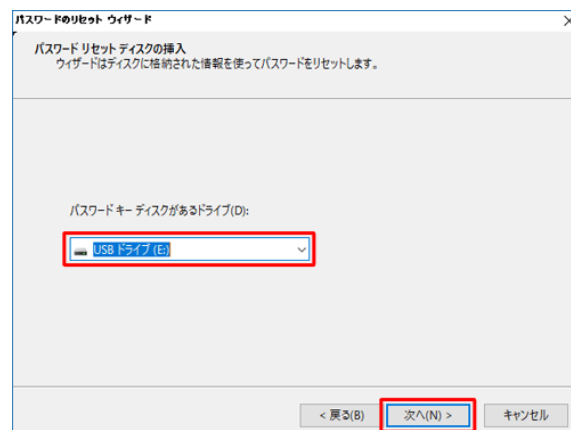 パスワードのリセット ウィザード
パスワード リセット ディスクの挿入
ウィザードはディスクに格納された情報を使ってパスワードをリセットします。
パスワード キー ディスクがあるドライブ(D):
USB ドライブ (E:)
< 戻る(B)
次へ(N) >
キャンセル